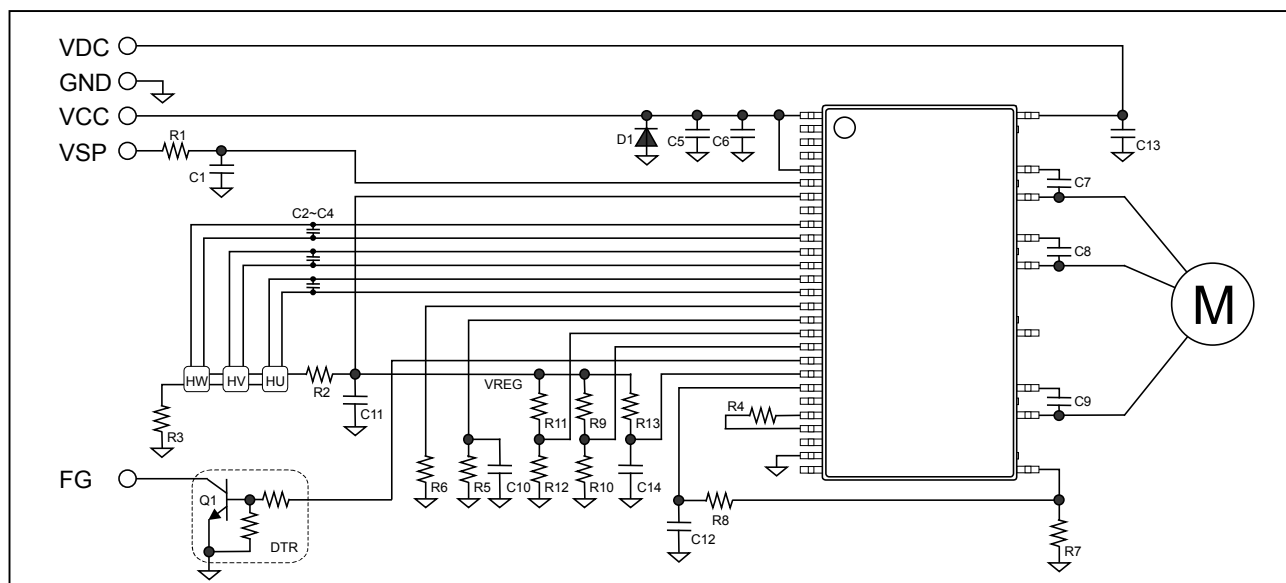 VDC
GND
VCC
VSP
R1
C1
D1
C5
C6
C13
C7
C2~C4
C8
M
HW
HV
HU
R2
VREG
C11
R11
R9
R13
R4
C9
R3
FG
Q1
DTR
R6
R5
C10
R12
R10
C14
R8
C12
R7